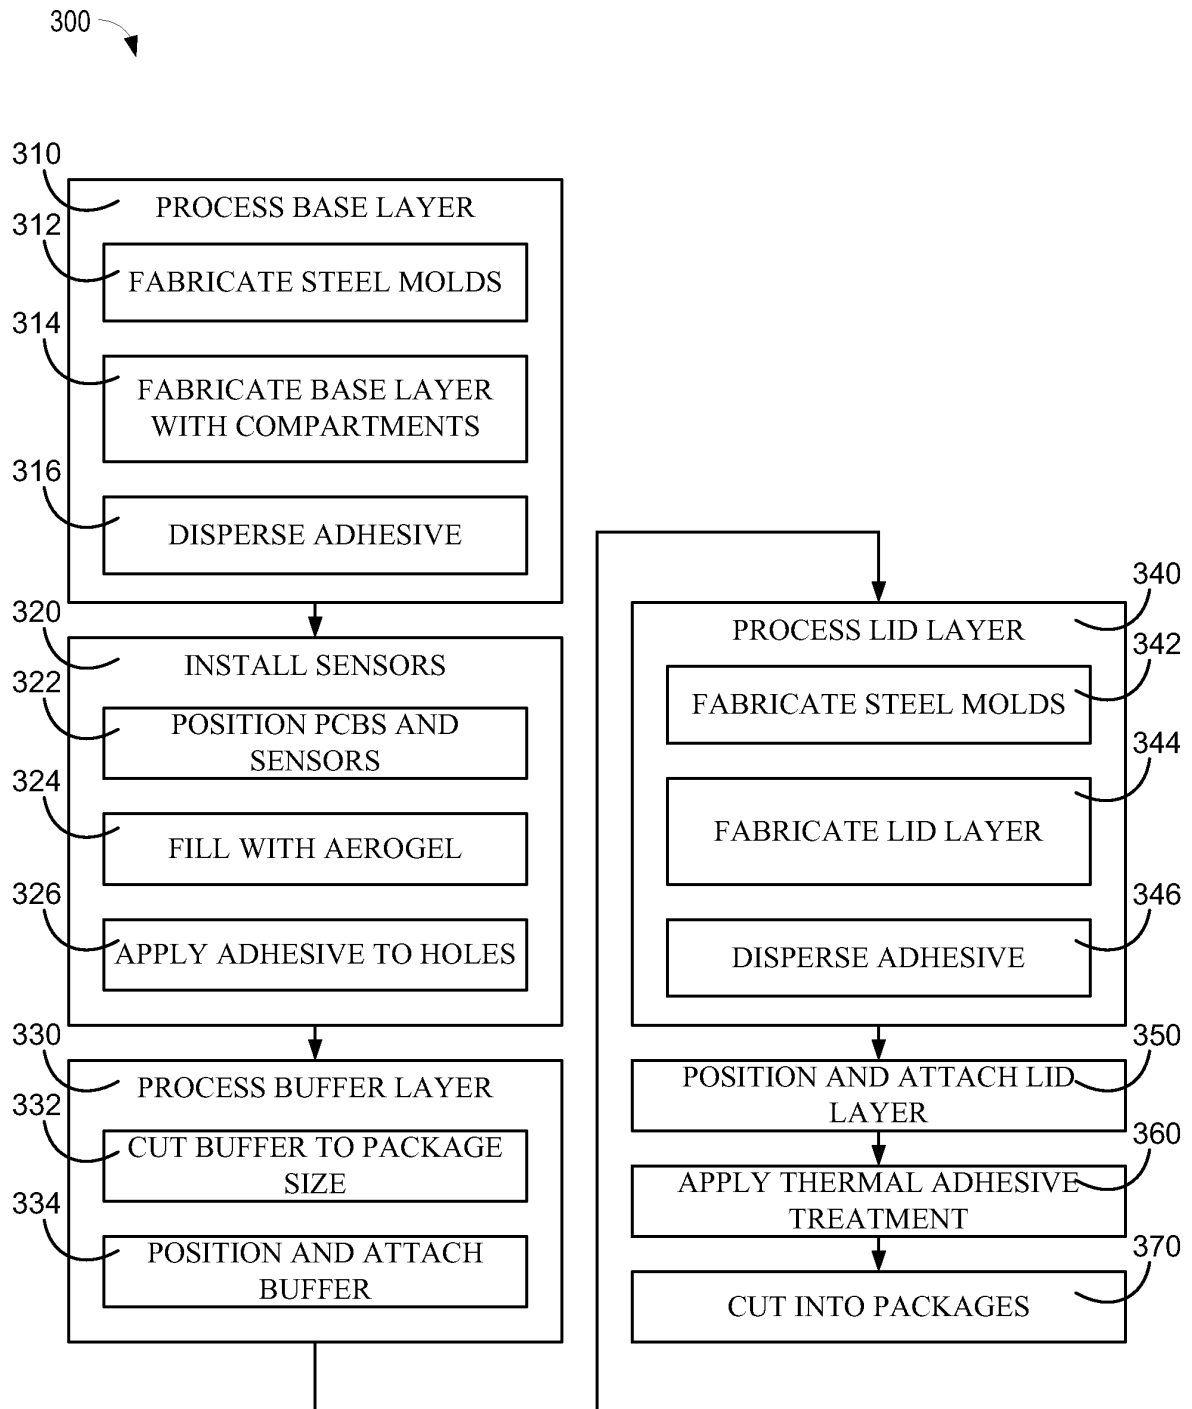 300
310
PROCESS BASE LAYER
312
FABRICATE STEEL MOLDS
314
FABRICATE BASE LAYER
WITH COMPARTMENTS
316
DISPERSE ADHESIVE
320
INSTALL SENSORS
322
POSITION PCBS AND
SENSORS
324
FILL WITH AEROGEL
326
APPLY ADHESIVE TO HOLES
330
PROCESS BUFFER LAYER
332
CUT BUFFER TO PACKAGE
SIZE
334
POSITION AND ATTACH
BUFFER
340
PROCESS LID LAYER
342
FABRICATE STEEL MOLDS
344
FABRICATE LID LAYER
346
DISPERSE ADHESIVE
350
POSITION AND ATTACH LID
LAYER
360
APPLY THERMAL ADHESIVE
TREATMENT
370
CUT INTO PACKAGES